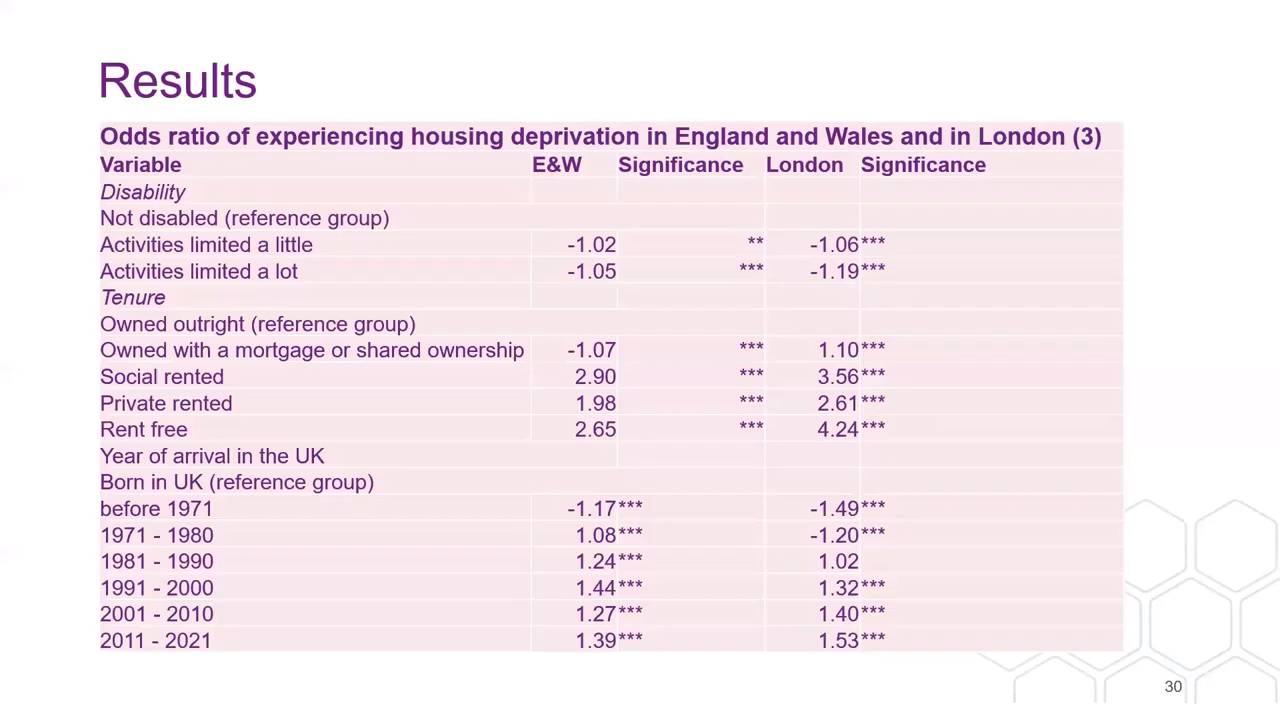 Results
Odds ratio of experiencing housing deprivation in England and Wales and in London (3)
Variable E&W Significance London Significance
Disability
Not disabled (reference group)
Activities limited a little -1.02 ** -1.06 ***
Activities limited a lot -1.05 *** -1.19 ***
Tenure
Owned outright (reference group)
Owned with a mortgage or shared ownership -1.07 *** 1.10 ***
Social rented 2.90 *** 3.56 ***
Private rented 1.98 *** 2.61 ***
Rent free 2.65 *** 4.24 ***
Year of arrival in the UK
Born in UK (reference group)
before 1971 -1.17 *** -1.49 ***
1971 - 1980 1.08 *** -1.20 ***
1981 - 1990 1.24 *** 1.02
1991 - 2000 1.44 *** 1.32 ***
2001 - 2010 1.27 *** 1.40 ***
2011 - 2021 1.39 *** 1.53 ***
30